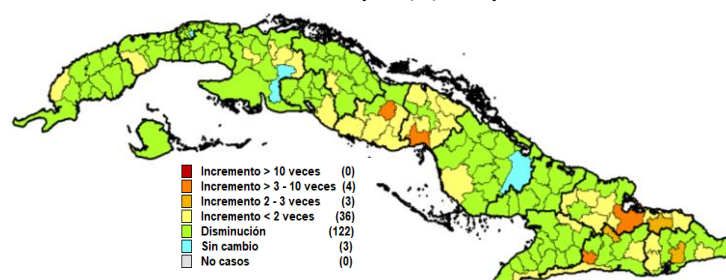 Incremento > 10 veces (0)
Incremento > 3 - 10 veces (4)
Incremento 2 - 3 veces (3)
Incremento < 2 veces (36)
Disminución (122)
Sin cambio (3)
No casos (0)